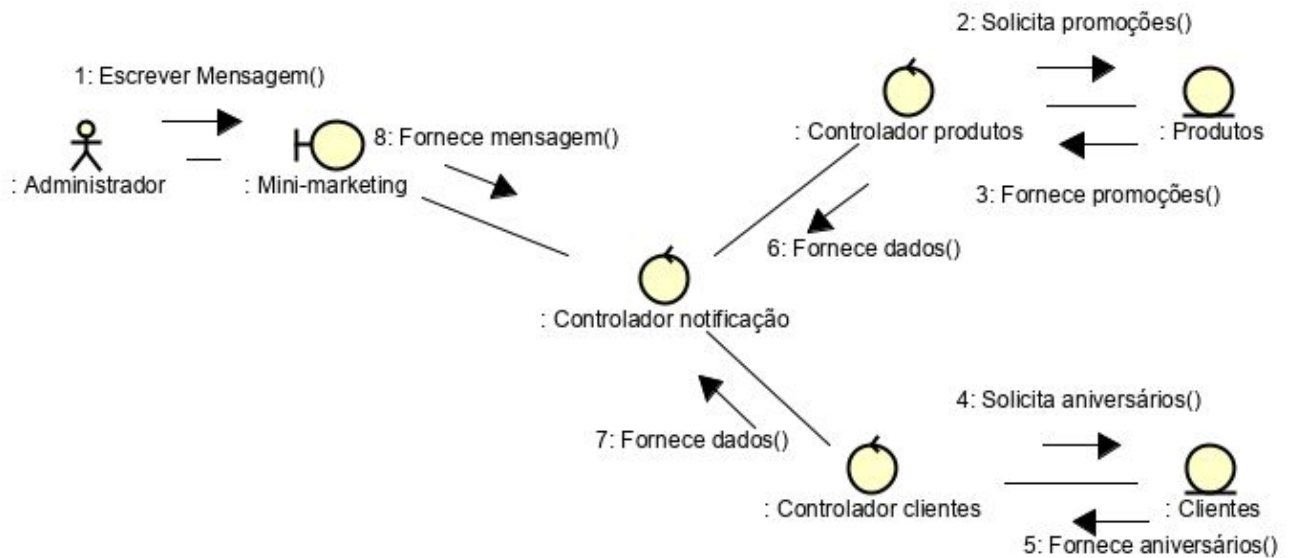 2: Solicita promoções()
1: Escrever Mensagem()
8: Fornece mensagem()
: Controlador produtos
: Produtos
: Administrador
: Mini-marketing
3: Fornece promoções()
6: Fornece dados()
: Controlador notificação
4: Solicita aniversários()
7: Fornece dados()
: Controlador clientes
: Clientes
5: Fornece aniversários()